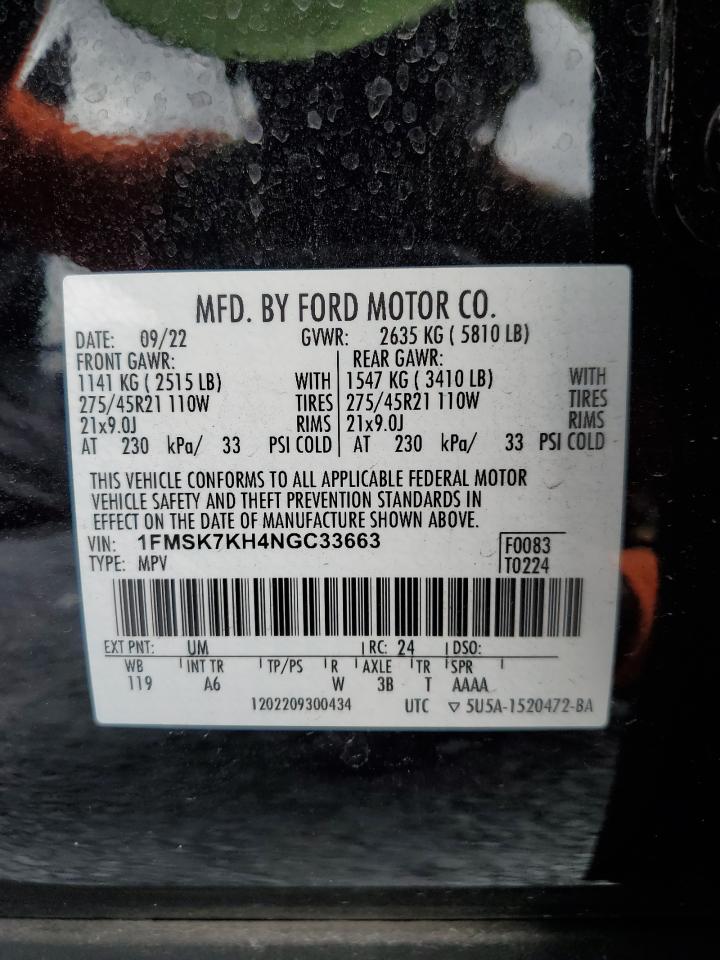 MFD. BY FORD MOTOR CO.
DATE: 09/22 GVWR: 2635 KG ( 5810 LB)
FRONT GAWR: REAR GAWR:
1141 KG ( 2515 LB) WITH 1547 KG ( 3410 LB) WITH
275/45R21 110W TIRES 275/45R21 110W TIRES
21x9.0J RIMS 21x9.0J RIMS
AT 230 kPa/ 33 PSI COLD AT 230 kPa/ 33 PSI COLD
THIS VEHICLE CONFORMS TO ALL APPLICABLE FEDERAL MOTOR
VEHICLE SAFETY AND THEFT PREVENTION STANDARDS IN
EFFECT ON THE DATE OF MANUFACTURE SHOWN ABOVE.
VIN: 1FMSK7KH4NGC33663 F0083
TYPE: MPV T0224
EXT PNT: UM RC: 24 DSO:
WB INT TR TP/PS R AXLE TR SPR
119 A6 W 3B T AAAA
1202209300434 UTC ▽ 5U5A-1520472-BA